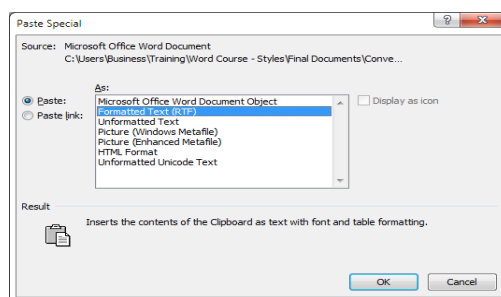 Paste Special
Source: Microsoft Office Word Document
C:\Users\Business\Training\Word Course - Styles\Final Documents\Conve...
As:
Paste:
Paste link:
Microsoft Office Word Document Object
Formatted Text (RTF)
Unformatted Text
Picture (Windows Metafile)
Picture (Enhanced Metafile)
HTML Format
Unformatted Unicode Text
Display as icon
Result
Inserts the contents of the Clipboard as text with font and table formatting.
OK Cancel